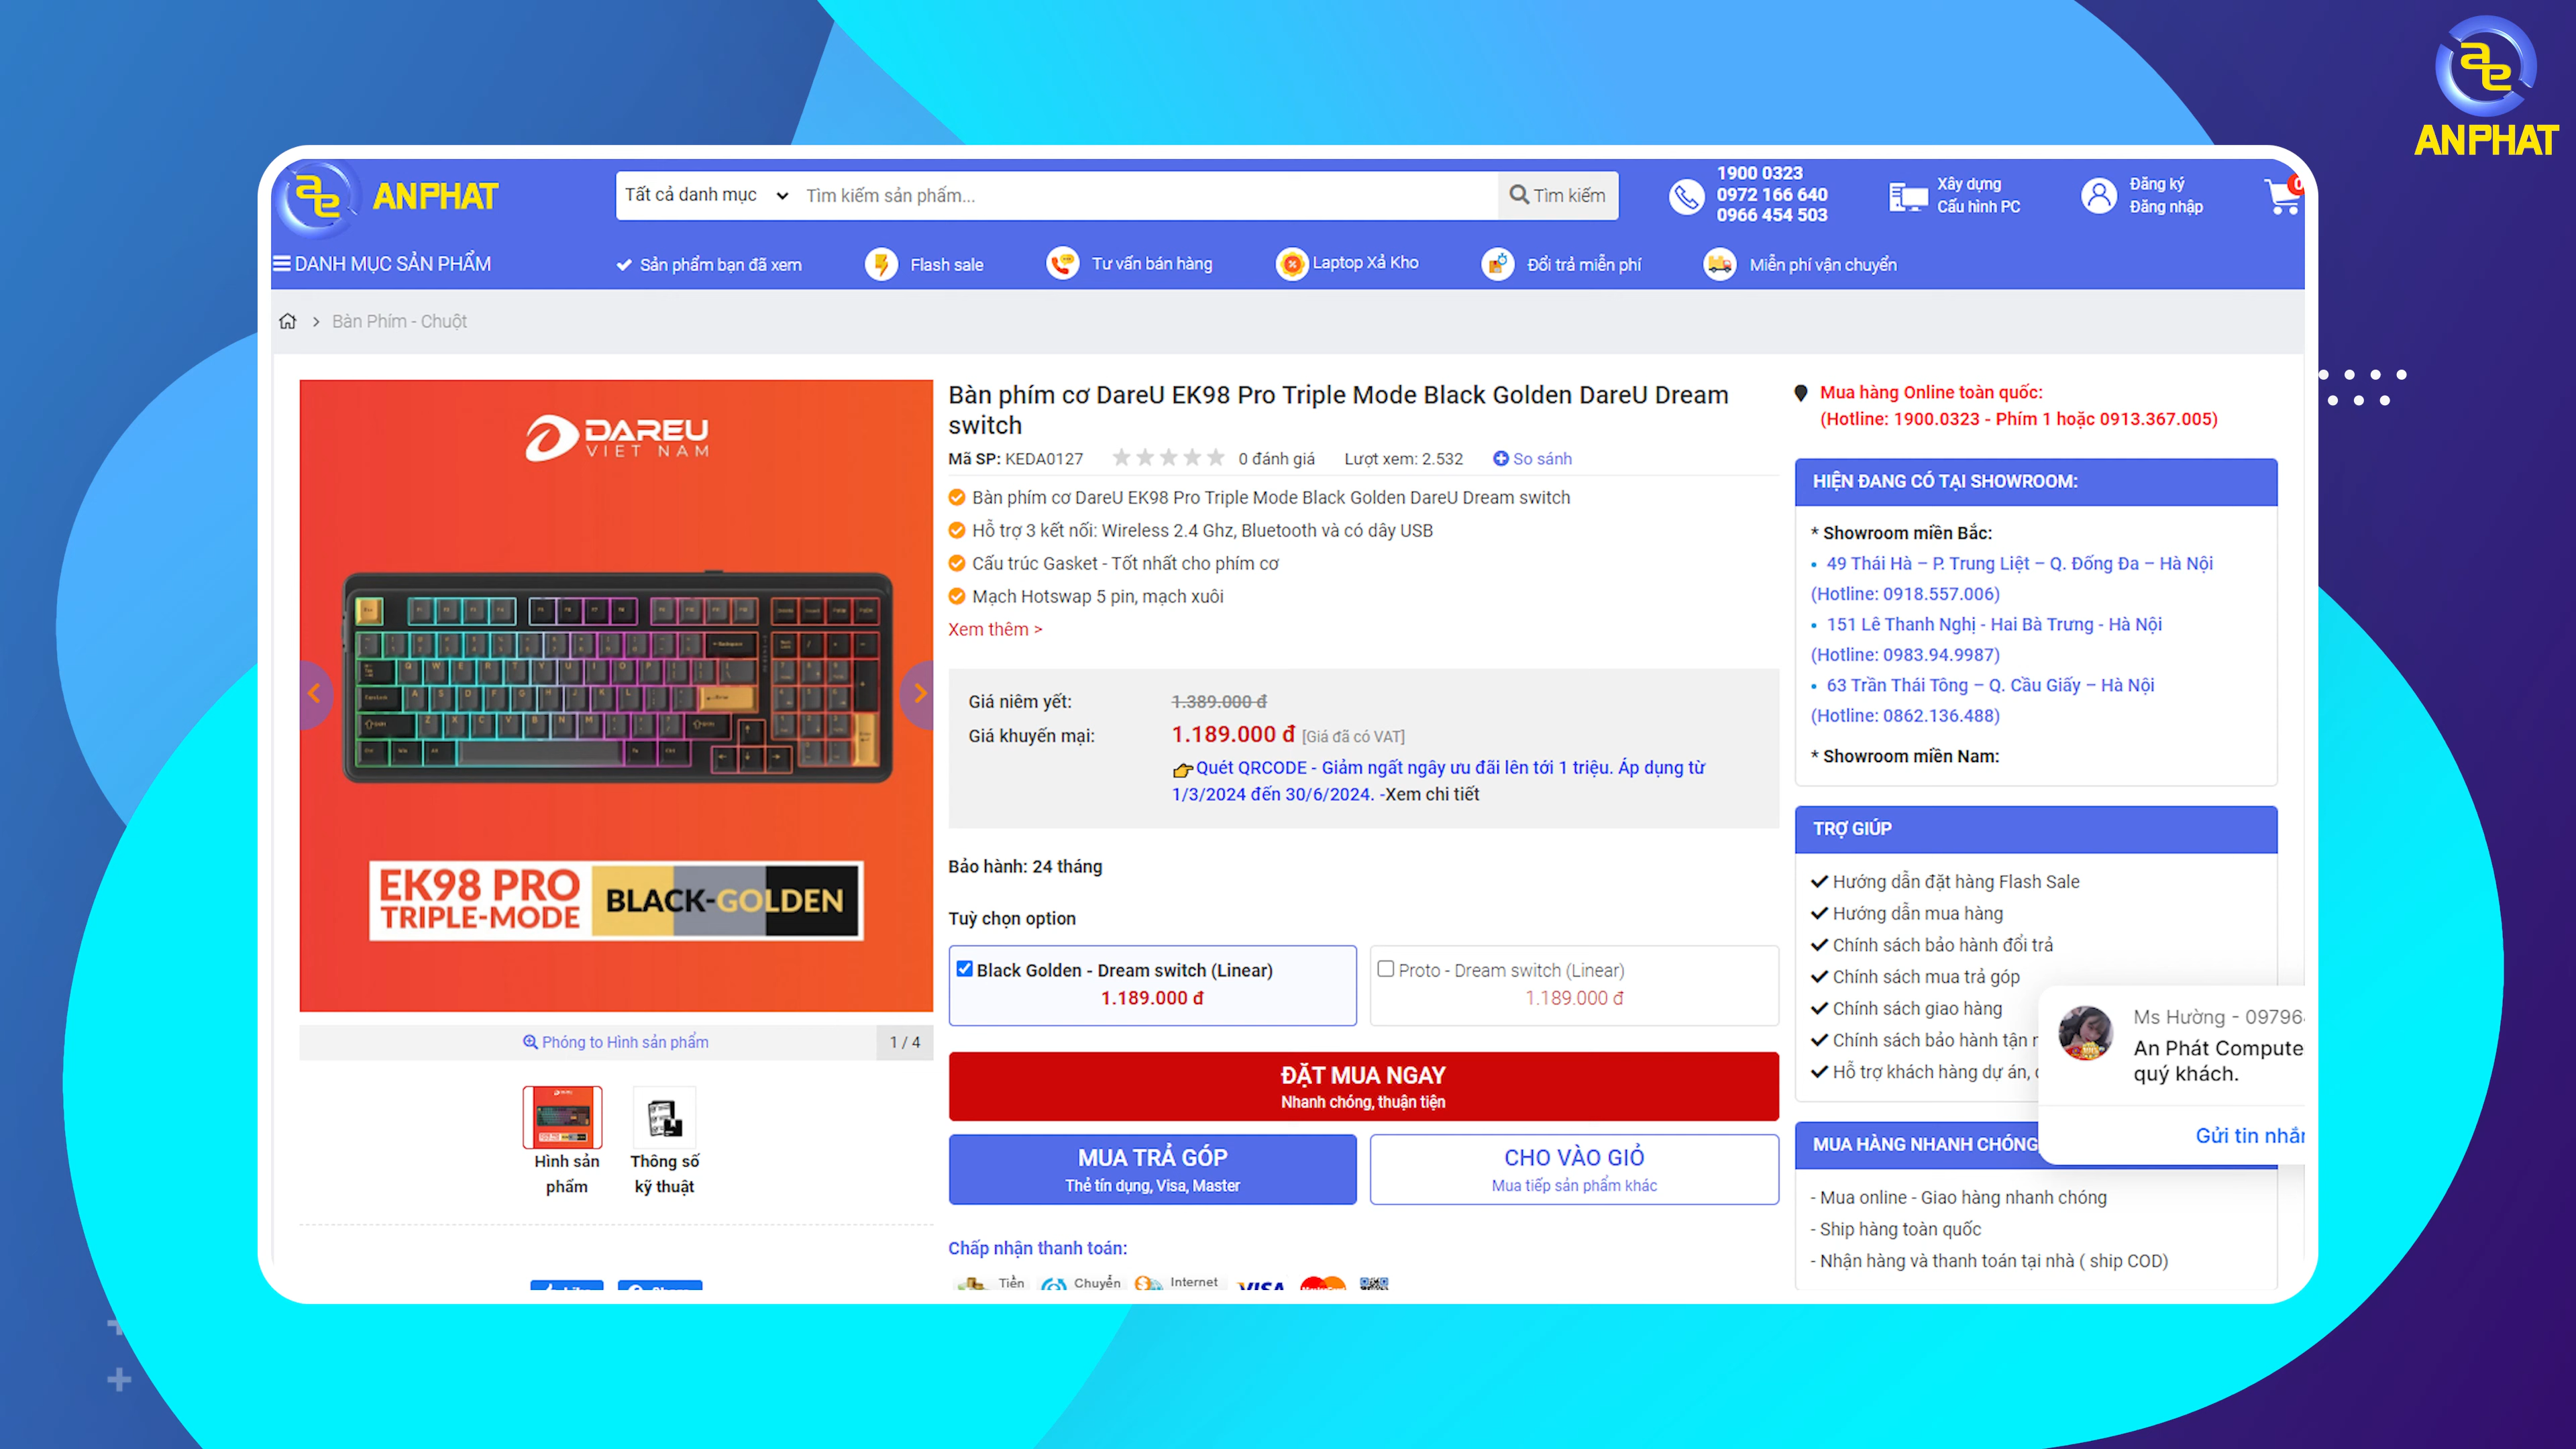 ANPHAT
ANPHAT
Tất cả danh mục
Tìm kiếm sản phẩm...
Tìm kiếm
1900 0323
0972 166 640
0966 454 503
Xây dựng
Cấu hình PC
Đăng ký
Đăng nhập
0
DANH MỤC SẢN PHẨM
Sản phẩm bạn đã xem
Flash sale
Tư vấn bán hàng
Laptop Xả Kho
Đổi trả miễn phí
Miễn phí vận chuyển
Bàn Phím - Chuột
DAREU
VIET NAM
EK98 PRO
TRIPLE-MODE
BLACK-GOLDEN
Phóng to Hình sản phẩm
1 / 4
Hình sản
phẩm
Thông số
kỹ thuật
Bàn phím cơ DareU EK98 Pro Triple Mode Black Golden DareU Dream
switch
Mã SP: KEDA0127
0 đánh giá
Lượt xem: 2.532
So sánh
Bàn phím cơ DareU EK98 Pro Triple Mode Black Golden DareU Dream switch
Hỗ trợ 3 kết nối: Wireless 2.4 Ghz, Bluetooth và có dây USB
Cấu trúc Gasket - Tốt nhất cho phím cơ
Mạch Hotswap 5 pin, mạch xuôi
Xem thêm >
Giá niêm yết: 1.389.000 đ
Giá khuyến mại: 1.189.000 đ [Giá đã có VAT]
Quét QRCODE - Giảm ngất ngây ưu đãi lên tới 1 triệu. Áp dụng từ
1/3/2024 đến 30/6/2024. -Xem chi tiết
Bảo hành: 24 tháng
Tuỳ chọn option
Black Golden - Dream switch (Linear)
1.189.000 đ
Proto - Dream switch (Linear)
1.189.000 đ
ĐẶT MUA NGAY
Nhanh chóng, thuận tiện
MUA TRẢ GÓP
Thẻ tín dụng, Visa, Master
CHO VÀO GIỎ
Mua tiếp sản phẩm khác
Chấp nhận thanh toán:
Tiền
Chuyển
Internet
VISA
Mua hàng Online toàn quốc:
(Hotline: 1900.0323 - Phím 1 hoặc 0913.367.005)
HIỆN ĐANG CÓ TẠI SHOWROOM:
* Showroom miền Bắc:
• 49 Thái Hà – P. Trung Liệt – Q. Đống Đa – Hà Nội
(Hotline: 0918.557.006)
• 151 Lê Thanh Nghị - Hai Bà Trưng - Hà Nội
(Hotline: 0983.94.9987)
• 63 Trần Thái Tông – Q. Cầu Giấy – Hà Nội
(Hotline: 0862.136.488)
* Showroom miền Nam:
TRỢ GIÚP
Hướng dẫn đặt hàng Flash Sale
Hướng dẫn mua hàng
Chính sách bảo hành đổi trả
Chính sách mua trả góp
Chính sách giao hàng
Chính sách bảo hành tận
Hỗ trợ khách hàng dự án,
Ms Hường - 09796
An Phát Compute
quý khách.
Gửi tin nhắn
MUA HÀNG NHANH CHÓNG
- Mua online - Giao hàng nhanh chóng
- Ship hàng toàn quốc
- Nhận hàng và thanh toán tại nhà ( ship COD)